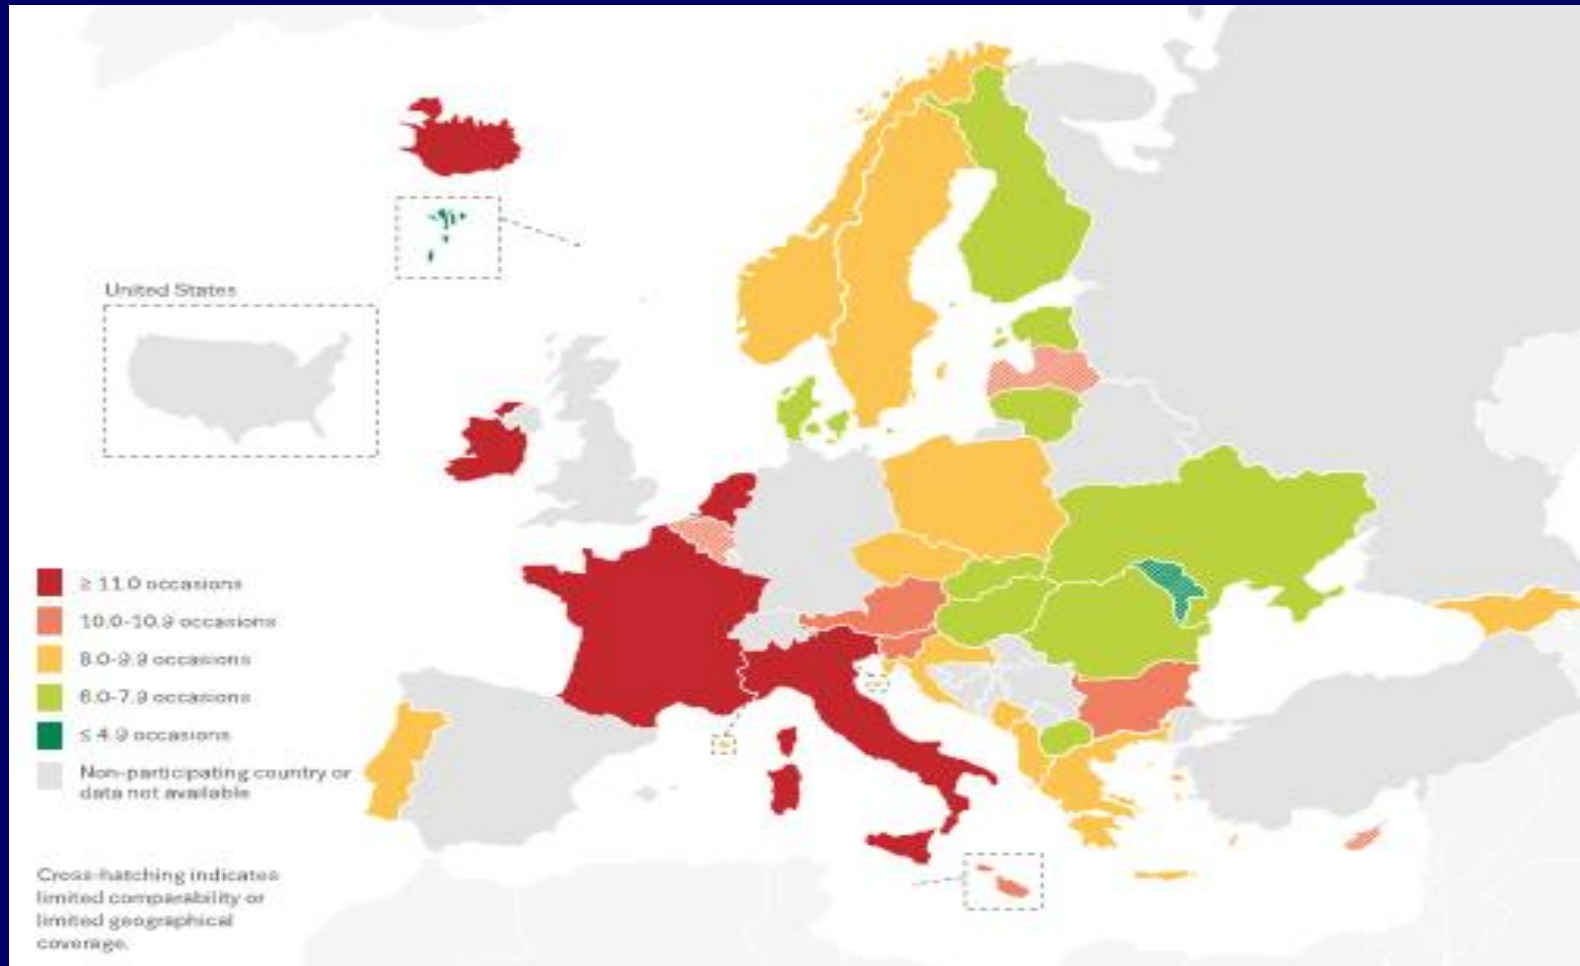 United States
≥ 11.0 occasions
10.0-10.9 occasions
8.0-9.9 occasions
6.0-7.9 occasions
≤ 4.9 occasions
Non-participating country or
data not available
Cross-hatching indicates
limited comparability or
limited geographical
coverage.